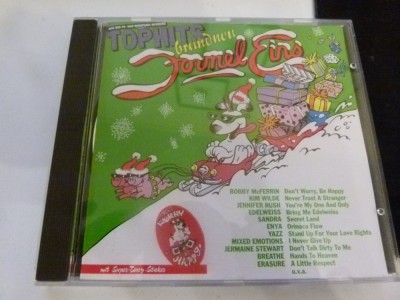 TOPHITS
brandneu
Formel Eins
BOBBY McFERRIN Don't Worry, Be Happy
KIM WILDE Never Trust A Stranger
JENNIFER RUSH You're My One And Only
EDELWEISS Bring Me Edelweiss
SANDRA Secret Land
ENYA Orinoco Flow
YAZZ Stand Up For Your Love Rights
MIXED EMOTIONS I Never Give Up
JERMAINE STEWART Don't Talk Dirty To Me
BREATHE Hands To Heaven
ERASURE A Little Respect
u.v.a.